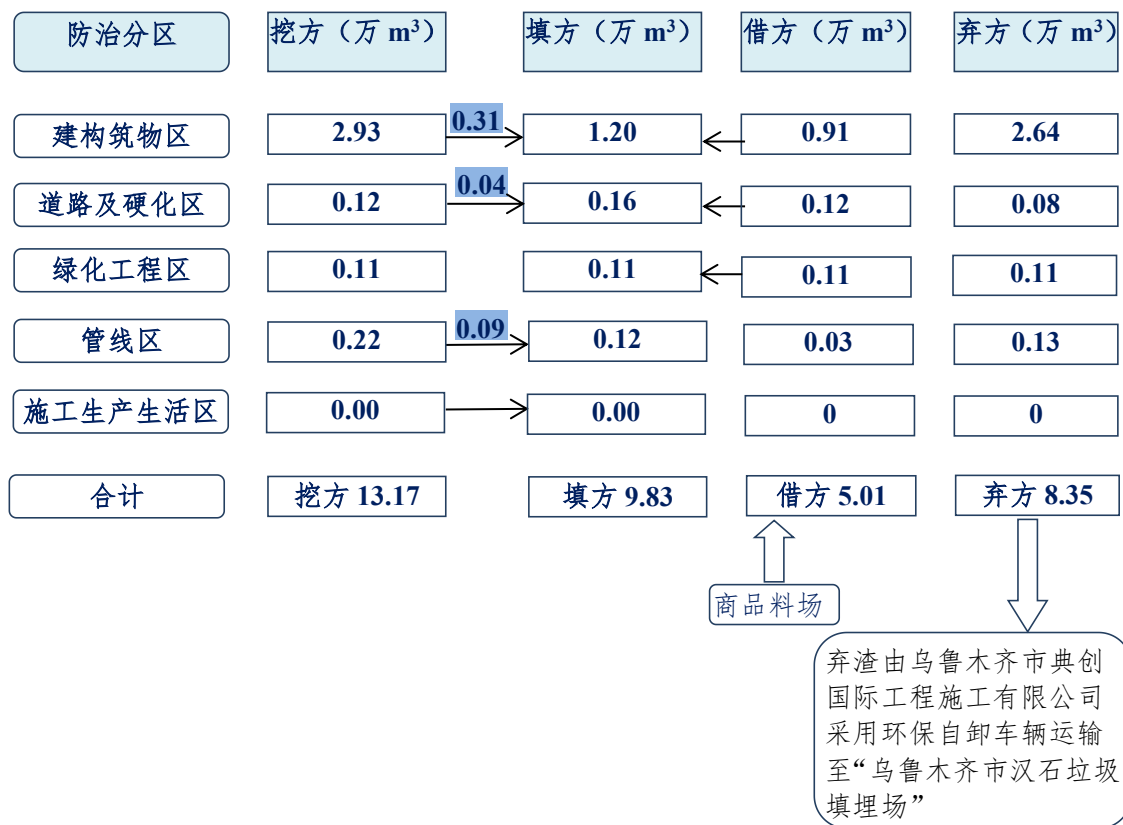 防治分区 挖方（万 m³） 填方（万 m³） 借方（万 m³） 弃方（万 m³）
建构筑物区 2.93 0.31 1.20 0.91 2.64
道路及硬化区 0.12 0.04 0.16 0.12 0.08
绿化工程区 0.11 0.11 0.11 0.11
管线区 0.22 0.09 0.12 0.03 0.13
施工生产生活区 0.00 0.00 0 0
合计 挖方 13.17 填方 9.83 借方 5.01 弃方 8.35
商品料场
弃渣由乌鲁木齐市典创
国际工程施工有限公司
采用环保自卸车辆运输
至“乌鲁木齐市汉石垃圾
填埋场”